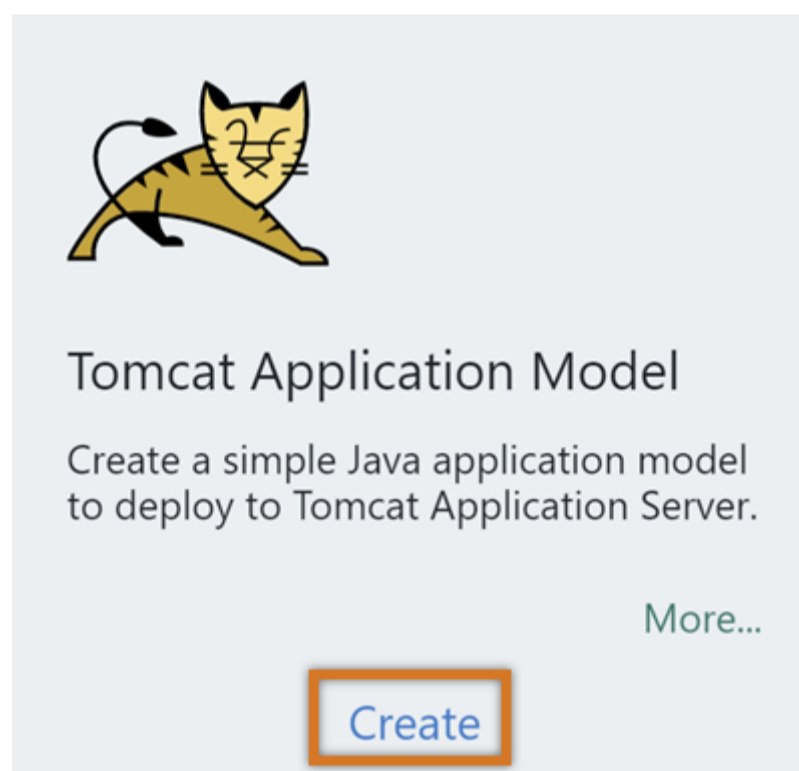 Tomcat Application Model
Create a simple Java application model
to deploy to Tomcat Application Server.
More...
Create